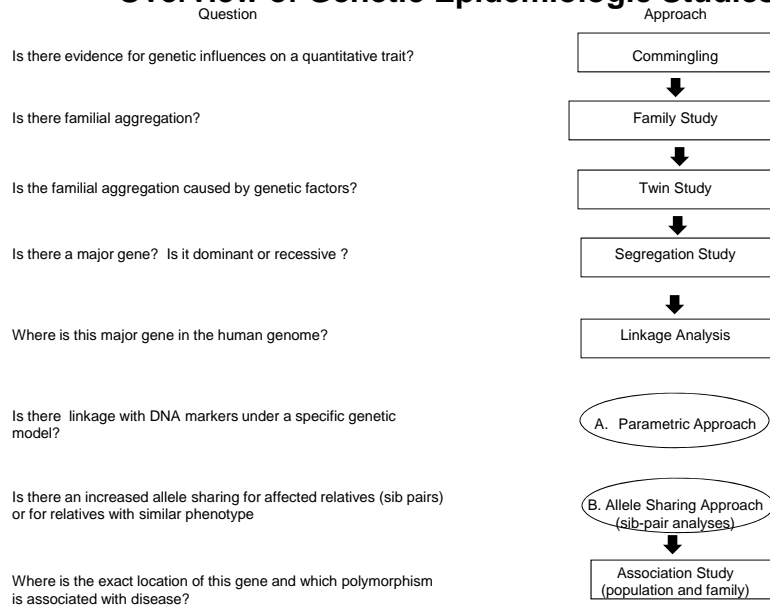 Overview of Genetic Epidemiologic Studies
Question Approach
Is there evidence for genetic influences on a quantitative trait? Commingling
Is there familial aggregation? Family Study
Is the familial aggregation caused by genetic factors? Twin Study
Is there a major gene? Is it dominant or recessive ? Segregation Study
Where is this major gene in the human genome? Linkage Analysis
Is there linkage with DNA markers under a specific genetic
model?
A. Parametric Approach
Is there an increased allele sharing for affected relatives (sib pairs)
or for relatives with similar phenotype
B. Allele Sharing Approach
(sib-pair analyses)
Where is the exact location of this gene and which polymorphism
is associated with disease?
Association Study
(population and family)